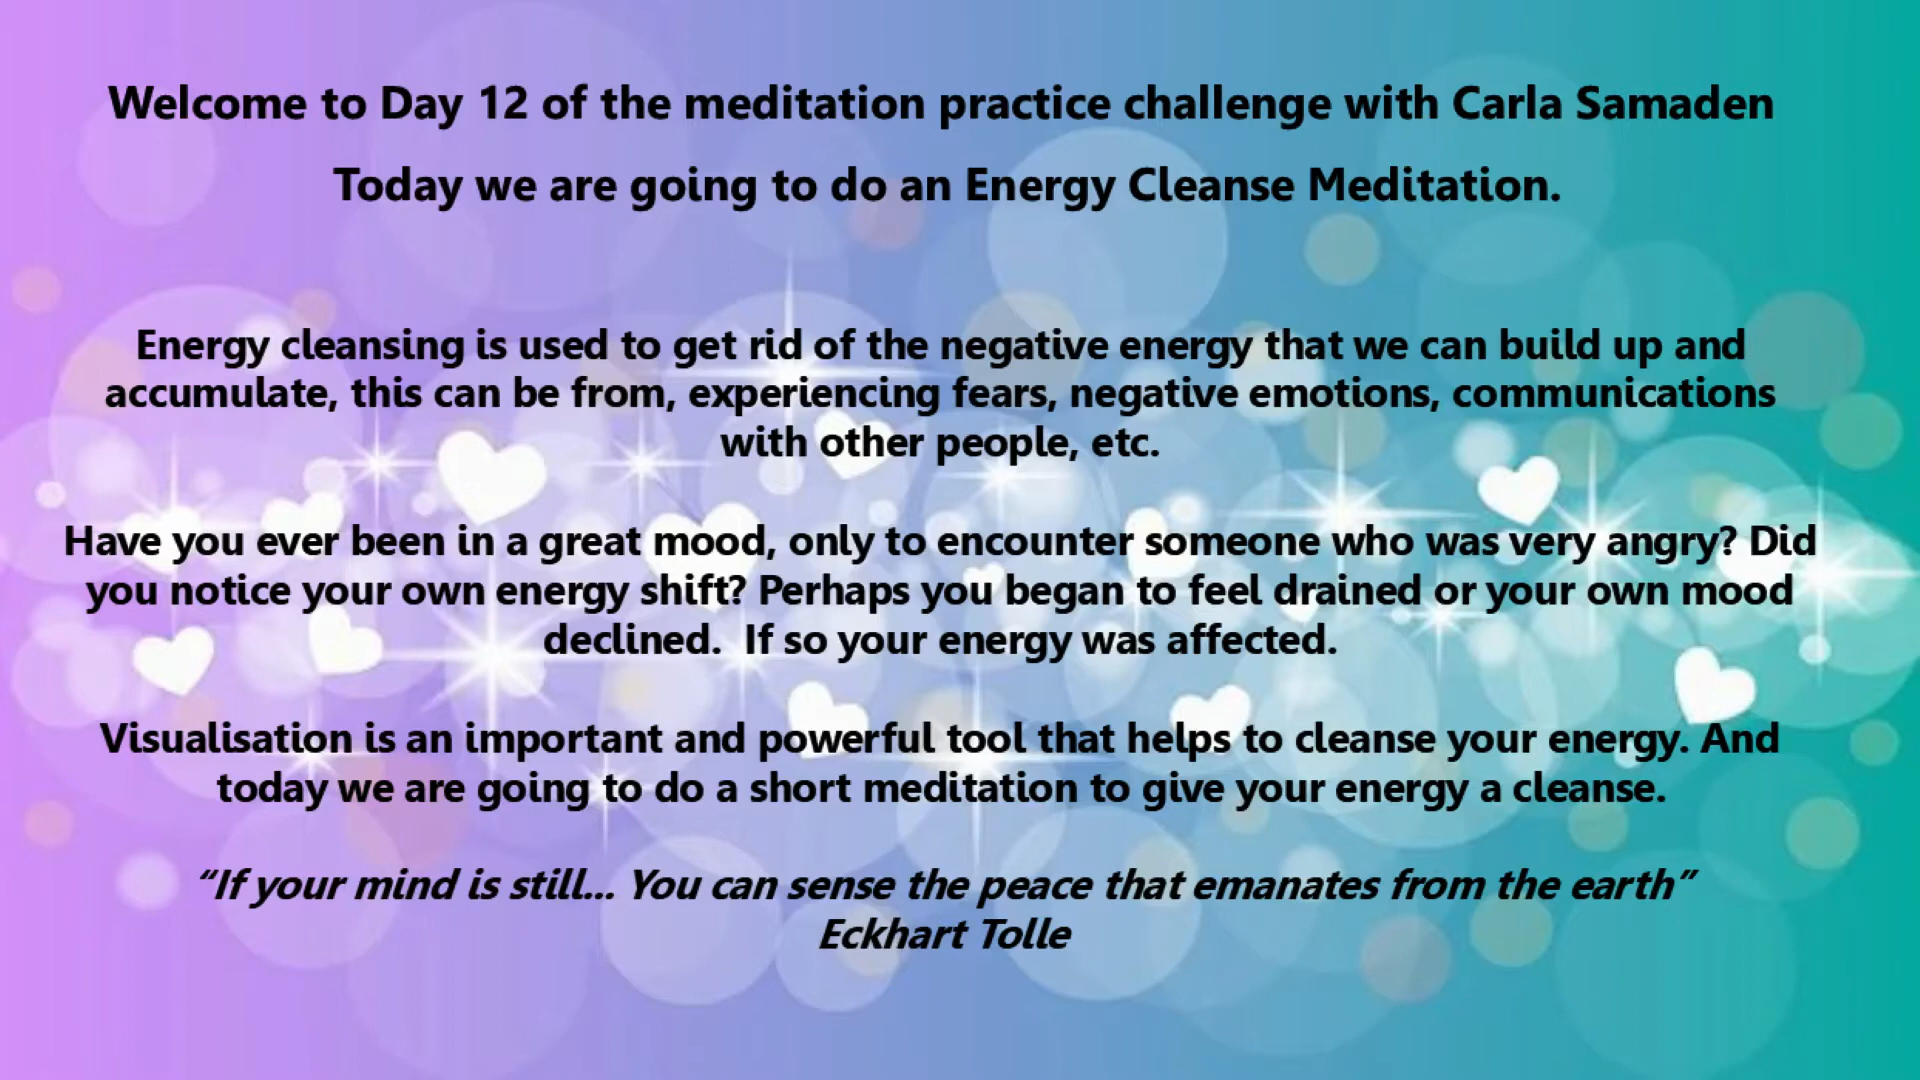 Welcome to Day 12 of the meditation practice challenge with Carla Samaden
Today we are going to do an Energy Cleanse Meditation.
Energy cleansing is used to get rid of the negative energy that we can build up and
accumulate, this can be from, experiencing fears, negative emotions, communications
with other people, etc.
Have you ever been in a great mood, only to encounter someone who was very angry? Did
you notice your own energy shift? Perhaps you began to feel drained or your own mood
declined.  If so your energy was affected.
Visualisation is an important and powerful tool that helps to cleanse your energy. And
today we are going to do a short meditation to give your energy a cleanse.
“If your mind is still... You can sense the peace that emanates from the earth”
Eckhart Tolle